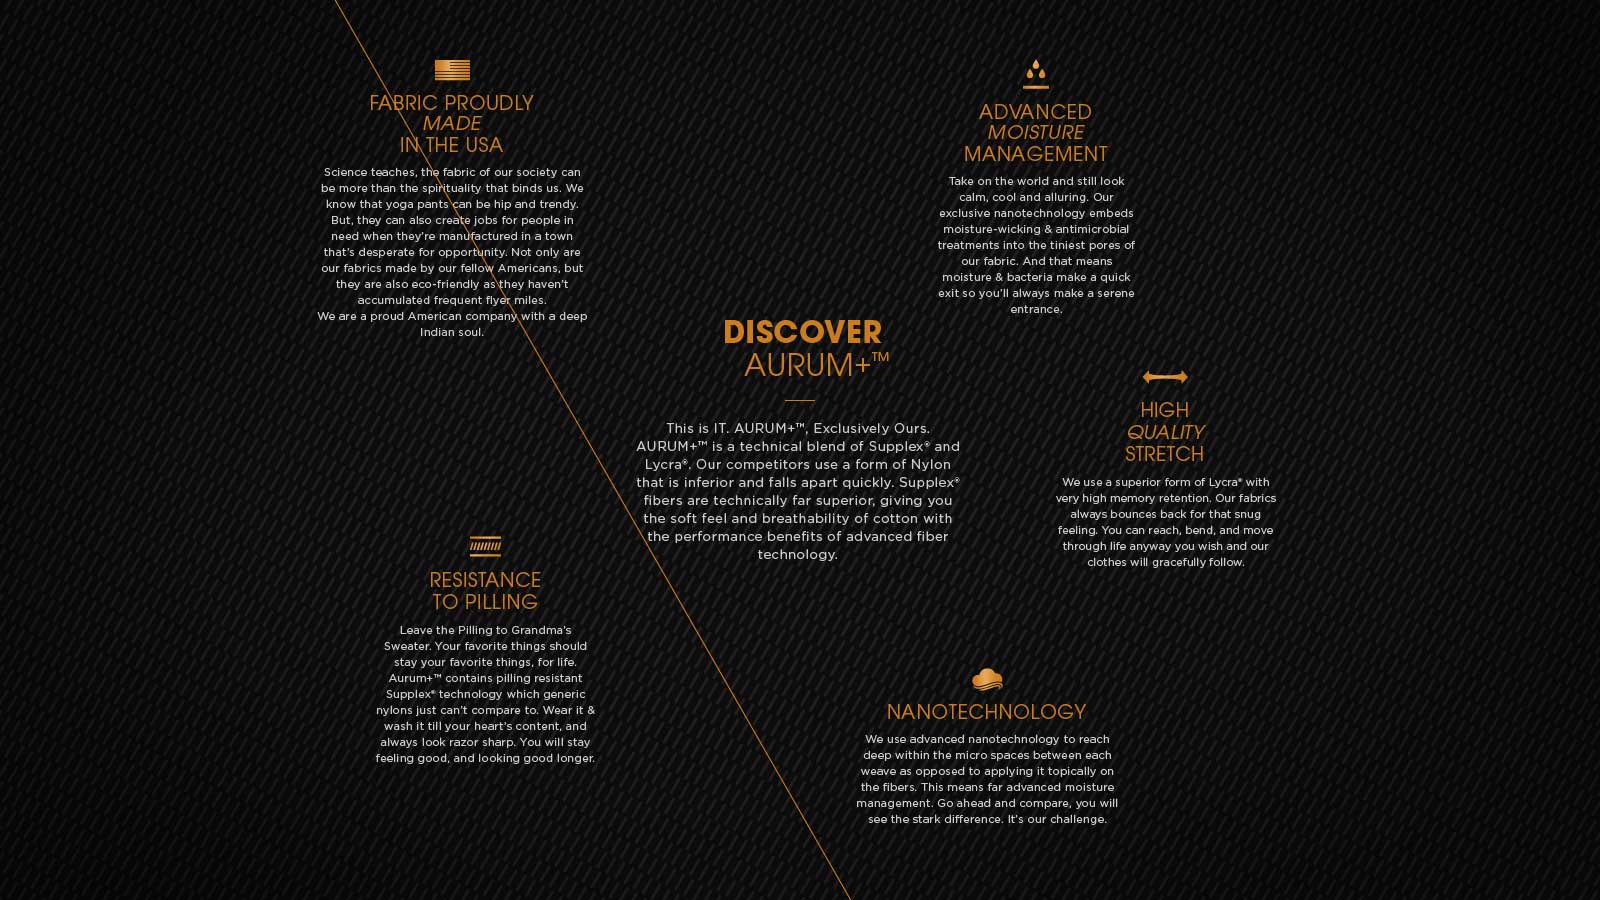 FABRIC PROUDLY
MADE
IN THE USA
Science teaches, the fabric of our society can
be more than the spirituality that binds us. We
know that yoga pants can be hip and trendy.
But, they can also create jobs for people in
need when they're manufactured in a town
that's desperate for opportunity. Not only are
our fabrics made by our fellow Americans, but
they are also eco-friendly as they haven't
accumulated frequent flyer miles.
We are a proud American company with a deep
Indian soul.
ADVANCED
MOISTURE
MANAGEMENT
Take on the world and still look
calm, cool and alluring. Our
exclusive nanotechnology embeds
moisture-wicking & antimicrobial
treatments into the tiniest pores of
our fabric. And that means
moisture & bacteria make a quick
exit so you'll always make a serene
entrance.
DISCOVER
AURUM+™
This is IT. AURUM+™, Exclusively Ours.
AURUM+™ is a technical blend of Supplex® and
Lycra®. Our competitors use a form of Nylon
that is inferior and falls apart quickly. Supplex®
fibers are technically far superior, giving you
the soft feel and breathability of cotton with
the performance benefits of advanced fiber
technology.
HIGH
QUALITY
STRETCH
We use a superior form of Lycra® with
very high memory retention. Our fabrics
always bounces back for that snug
feeling. You can reach, bend, and move
through life anyway you wish and our
clothes will gracefully follow.
RESISTANCE
TO PILLING
Leave the Pilling to Grandma's
Sweater. Your favorite things should
stay your favorite things, for life.
Aurum+™ contains pilling resistant
Supplex® technology which generic
nylons just can't compare to. Wear it &
wash it till your heart's content, and
always look razor sharp. You will stay
feeling good, and looking good longer.
NANOTECHNOLOGY
We use advanced nanotechnology to reach
deep within the micro spaces between each
weave as opposed to applying it topically on
the fibers. This means far advanced moisture
management. Go ahead and compare, you will
see the stark difference. It's our challenge.